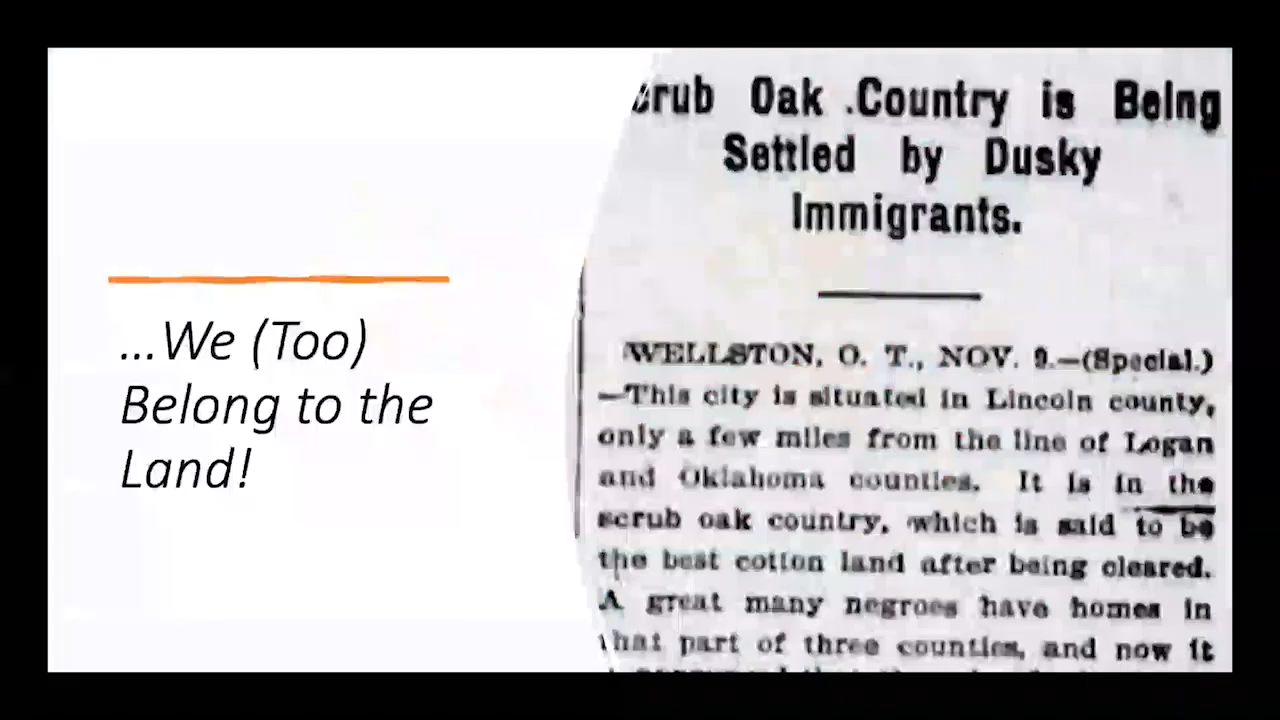 ...We (Too)
Belong to the
Land!
Scrub Oak Country is Being
Settled by Dusky
Immigrants.
WELLSTON, O. T., NOV. 9.—(Special.)
—This city is situated in Lincoln county,
only a few miles from the line of Logan
and Oklahoma counties. It is in the
scrub oak country, which is said to be
the best cotton land after being cleared.
A great many negroes have homes in
that part of three counties, and now it